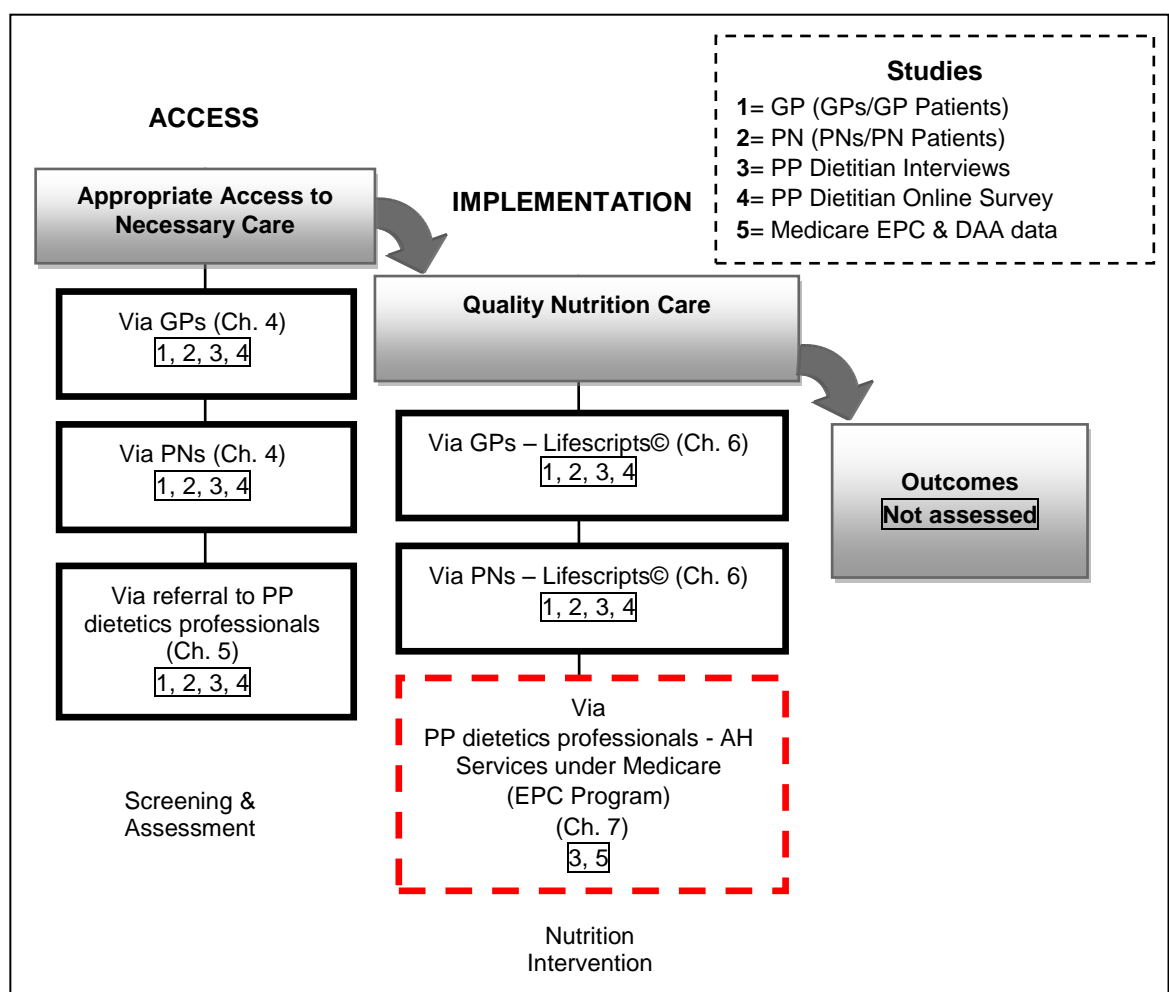 Studies
1= GP (GPs/GP Patients)
2= PN (PNs/PN Patients)
3= PP Dietitian Interviews
4= PP Dietitian Online Survey
5= Medicare EPC & DAA data
ACCESS
Appropriate Access to
Necessary Care
Via GPs (Ch. 4)
1, 2, 3, 4
Via PNs (Ch. 4)
1, 2, 3, 4
Via referral to PP
dietetics professionals
(Ch. 5)
1, 2, 3, 4
Screening &
Assessment
IMPLEMENTATION
Quality Nutrition Care
Via GPs – Lifescripts© (Ch. 6)
1, 2, 3, 4
Via PNs – Lifescripts© (Ch. 6)
1, 2, 3, 4
Via
PP dietetics professionals - AH
Services under Medicare
(EPC Program)
(Ch. 7)
3, 5
Nutrition
Intervention
Outcomes
Not assessed